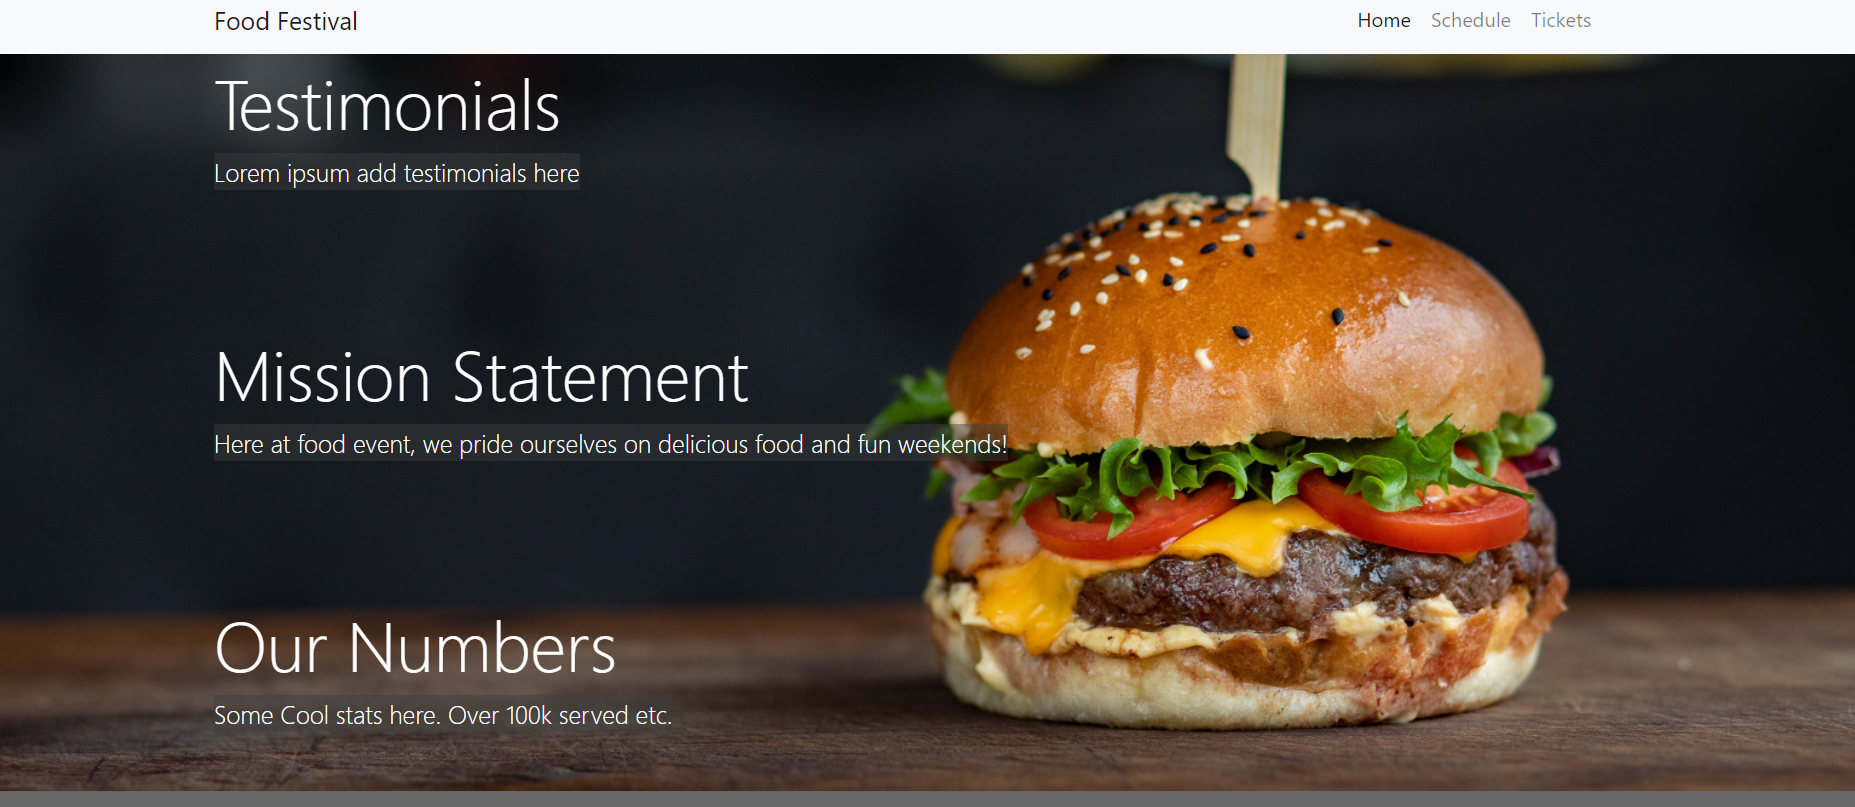 Food Festival
Home Schedule Tickets
Testimonials
Lorem ipsum add testimonials here
Mission Statement
Here at food event, we pride ourselves on delicious food and fun weekends!
Our Numbers
Some Cool stats here. Over 100k served etc.